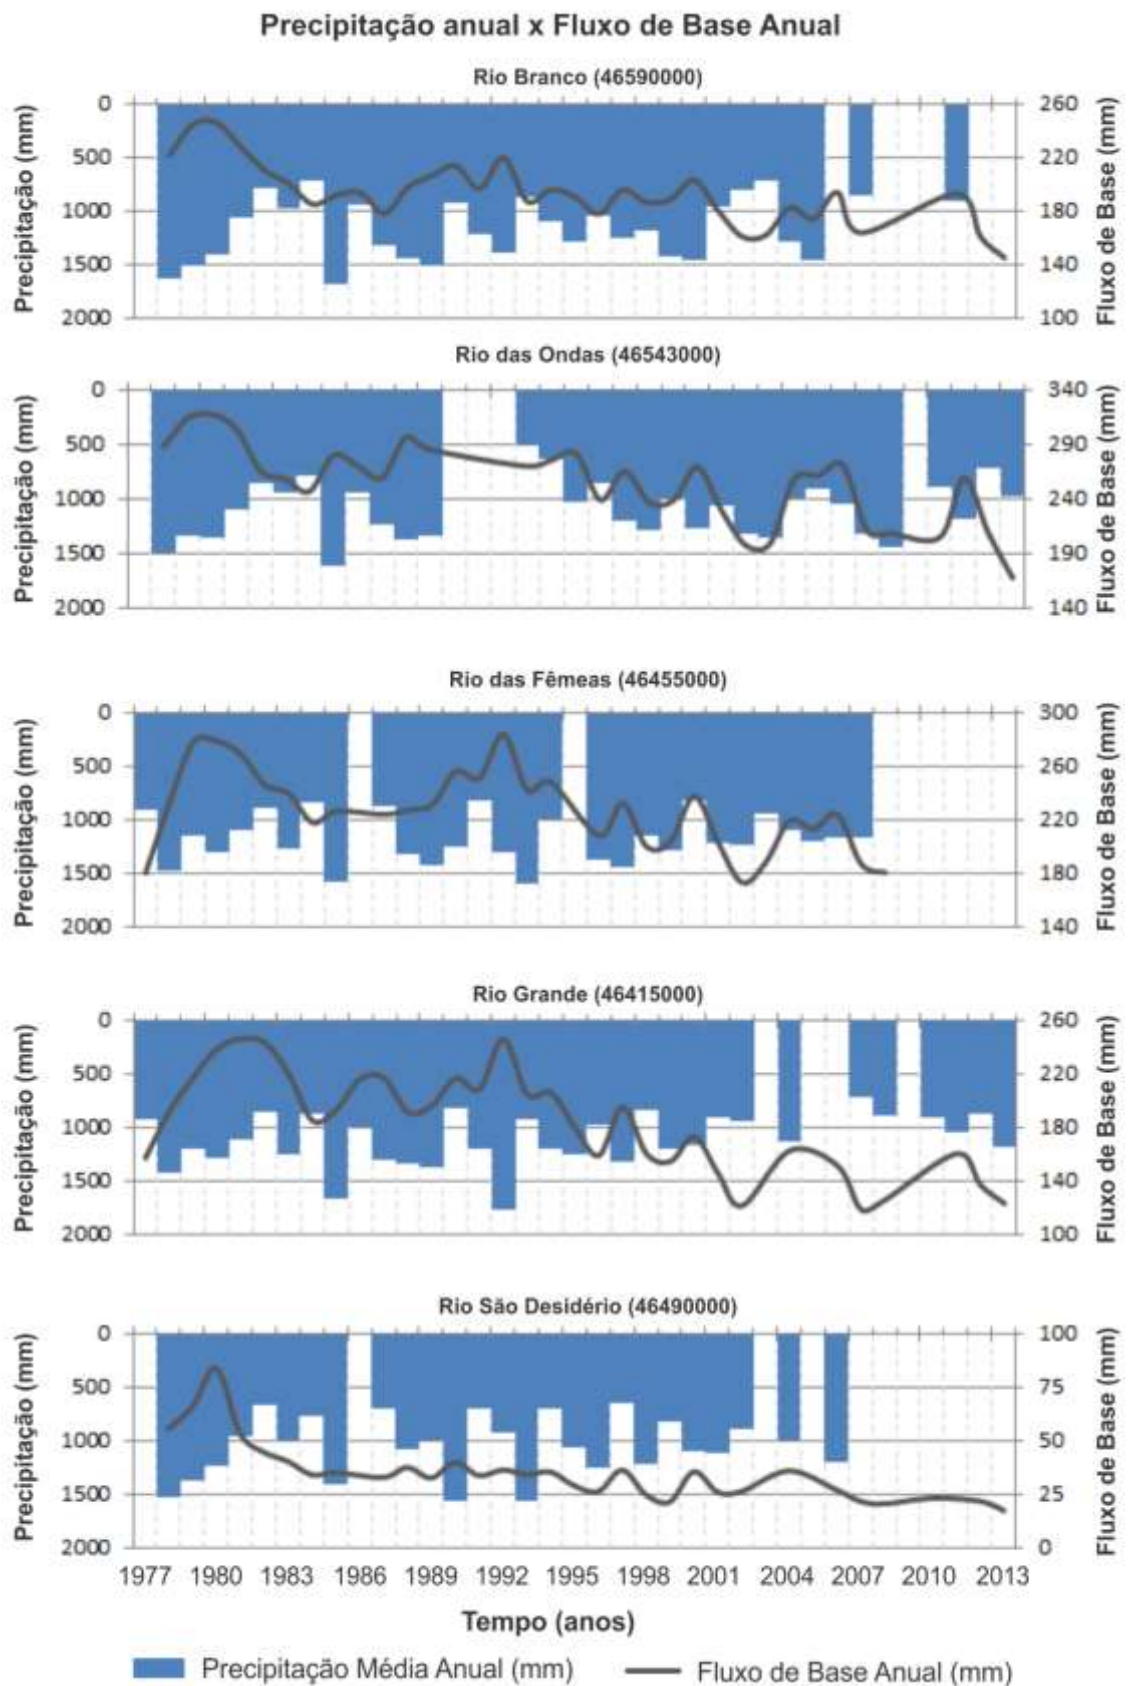 Precipitação anual x Fluxo de Base Anual
Rio Branco (46590000)
Precipitação (mm)
0
500
1000
1500
2000
260
220
180
140
100
Fluxo de Base (mm)
Rio das Ondas (46543000)
Precipitação (mm)
0
500
1000
1500
2000
340
290
240
190
140
Fluxo de Base (mm)
Rio das Fêmeas (46455000)
Precipitação (mm)
0
500
1000
1500
2000
300
260
220
180
140
Fluxo de Base (mm)
Rio Grande (46415000)
Precipitação (mm)
0
500
1000
1500
2000
260
220
180
140
100
Fluxo de Base (mm)
Rio São Desidério (46490000)
Precipitação (mm)
0
500
1000
1500
2000
100
75
50
25
0
Fluxo de Base (mm)
1977 1980 1983 1986 1989 1992 1995 1998 2001 2004 2007 2010 2013
Tempo (anos)
Precipitação Média Anual (mm) Fluxo de Base Anual (mm)